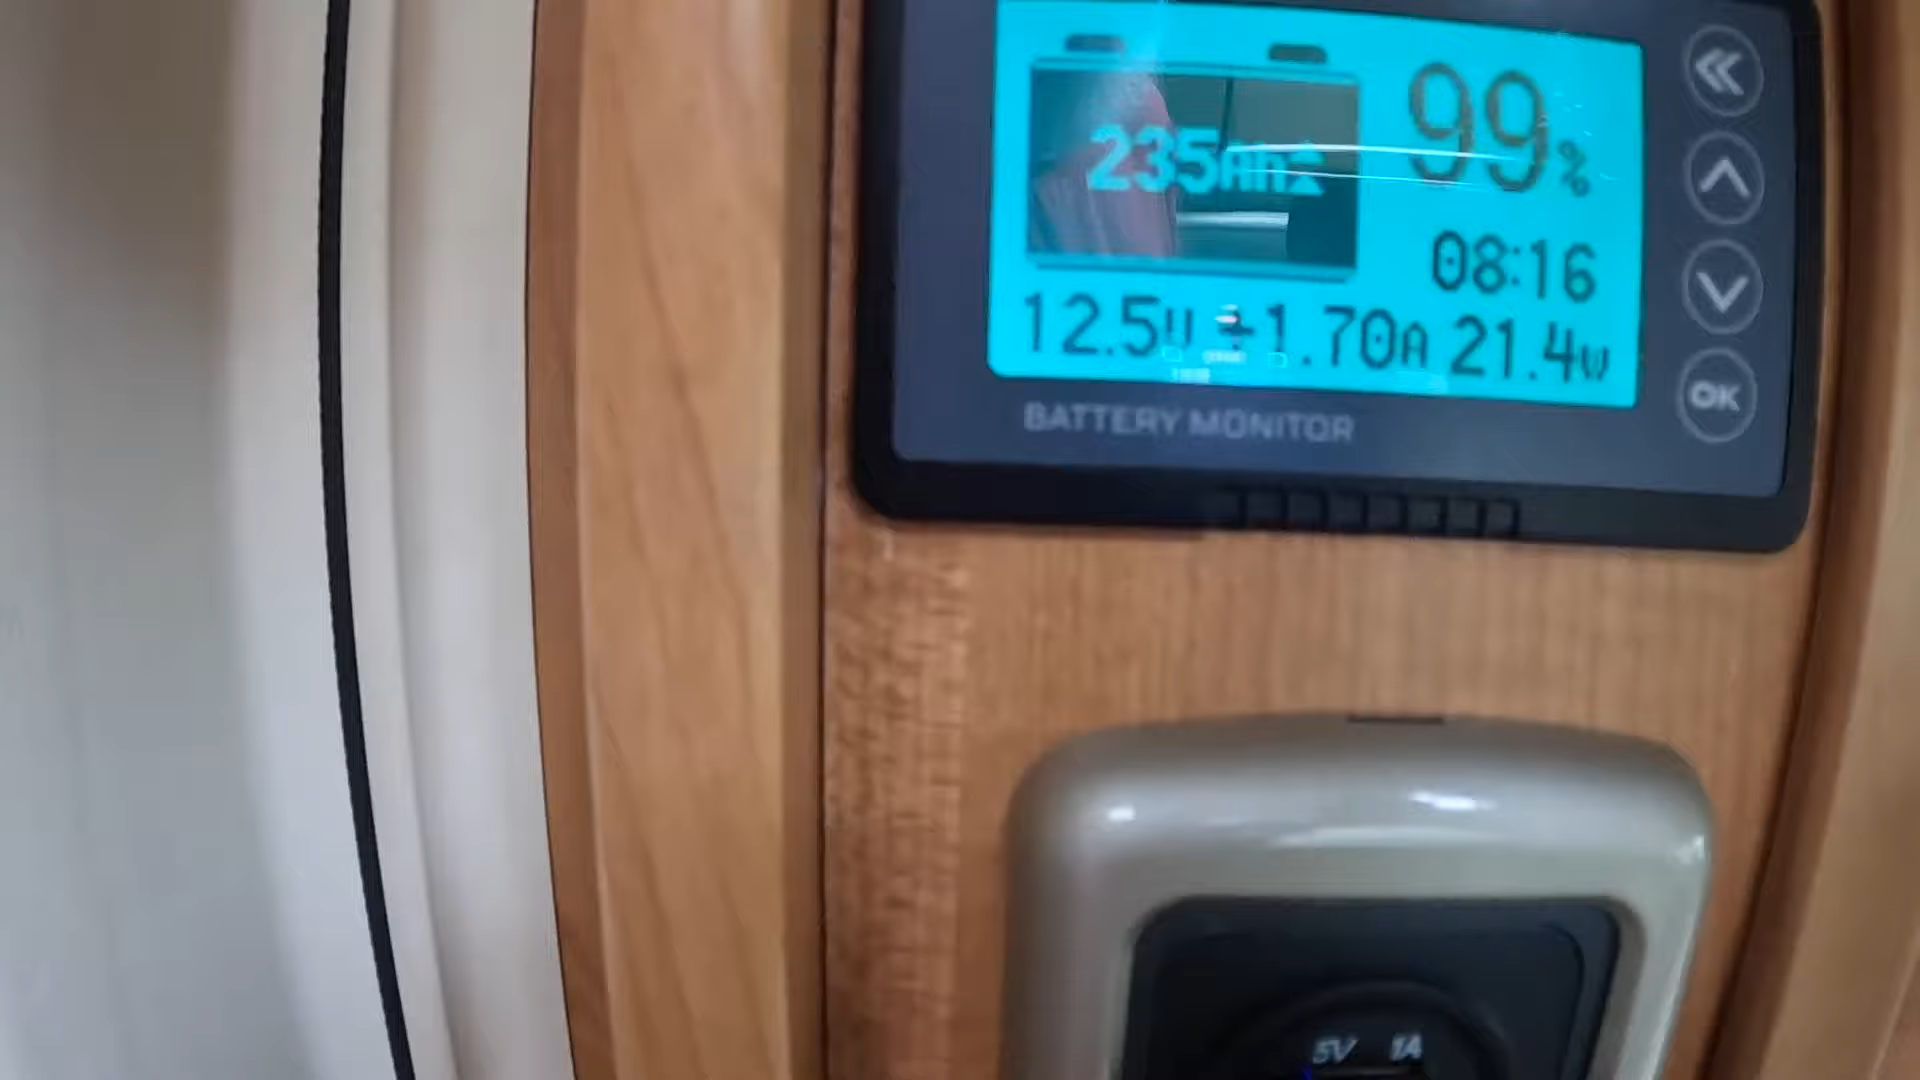 235Ah
99%
08:16
12.5V +1.70A 21.4W
BATTERY MONITOR
OK
5V 1A